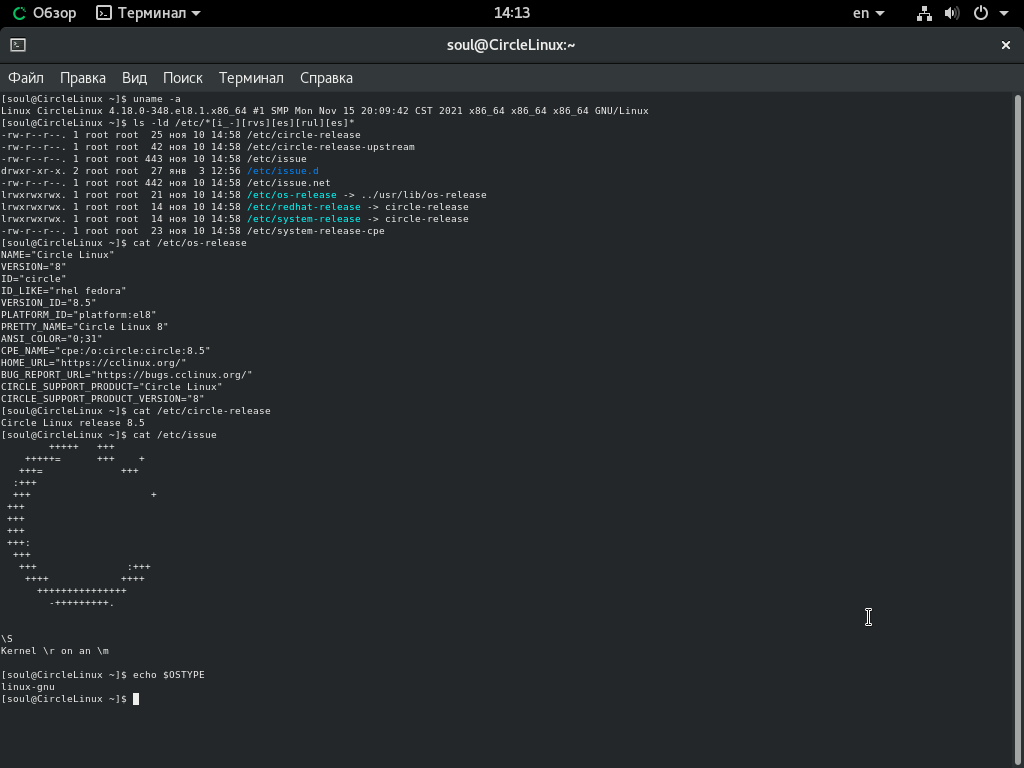 Обзор Терминал 14:13 en
soul@CircleLinux:~
Файл Правка Вид Поиск Терминал Справка
[soul@CircleLinux ~]$ uname -a
Linux CircleLinux 4.18.0-348.el8.1.x86_64 #1 SMP Mon Nov 15 20:09:42 CST 2021 x86_64 x86_64 x86_64 GNU/Linux
[soul@CircleLinux ~]$ ls -ld /etc/*[i_-][rvs][es][rul][es]*
-rw-r--r--. 1 root root  25 ноя 10 14:58 /etc/circle-release
-rw-r--r--. 1 root root  42 ноя 10 14:58 /etc/circle-release-upstream
-rw-r--r--. 1 root root 443 ноя 10 14:58 /etc/issue
drwxr-xr-x. 2 root root  27 янв  3 12:56 /etc/issue.d
-rw-r--r--. 1 root root 442 ноя 10 14:58 /etc/issue.net
lrwxrwxrwx. 1 root root  21 ноя 10 14:58 /etc/os-release -> ../usr/lib/os-release
lrwxrwxrwx. 1 root root  14 ноя 10 14:58 /etc/redhat-release -> circle-release
lrwxrwxrwx. 1 root root  14 ноя 10 14:58 /etc/system-release -> circle-release
-rw-r--r--. 1 root root  23 ноя 10 14:58 /etc/system-release-cpe
[soul@CircleLinux ~]$ cat /etc/os-release
NAME="Circle Linux"
VERSION="8"
ID="circle"
ID_LIKE="rhel fedora"
VERSION_ID="8.5"
PLATFORM_ID="platform:el8"
PRETTY_NAME="Circle Linux 8"
ANSI_COLOR="0;31"
CPE_NAME="cpe:/o:circle:circle:8.5"
HOME_URL="https://cclinux.org/"
BUG_REPORT_URL="https://bugs.cclinux.org/"
CIRCLE_SUPPORT_PRODUCT="Circle Linux"
CIRCLE_SUPPORT_PRODUCT_VERSION="8"
[soul@CircleLinux ~]$ cat /etc/circle-release
Circle Linux release 8.5
[soul@CircleLinux ~]$ cat /etc/issue
        +++++   +++
    +++++=      +++    +
   +++=             +++
  :+++
  +++                    +
 +++
 +++
 +++
 +++:
  +++
   +++               :+++
    ++++            ++++
      +++++++++++++++
        -+++++++++.
\S
Kernel \r on an \m
[soul@CircleLinux ~]$ echo $OSTYPE
linux-gnu
[soul@CircleLinux ~]$